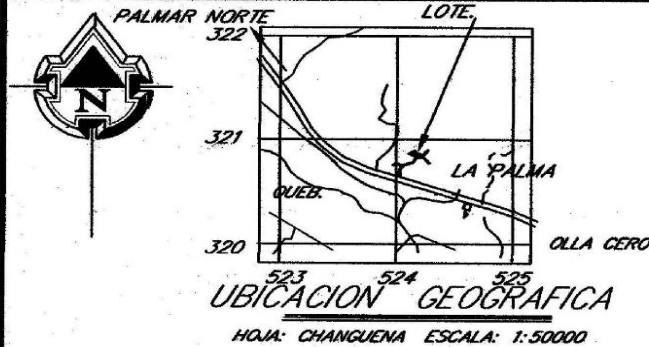 PALMAR NORTE
LOTE.
322
N
321
LA PALMA
QUEB.
320
OLLA CERO
523
524
525
UBICACION GEOGRAFICA
HOJA: CHANGUENA ESCALA: 1:50000